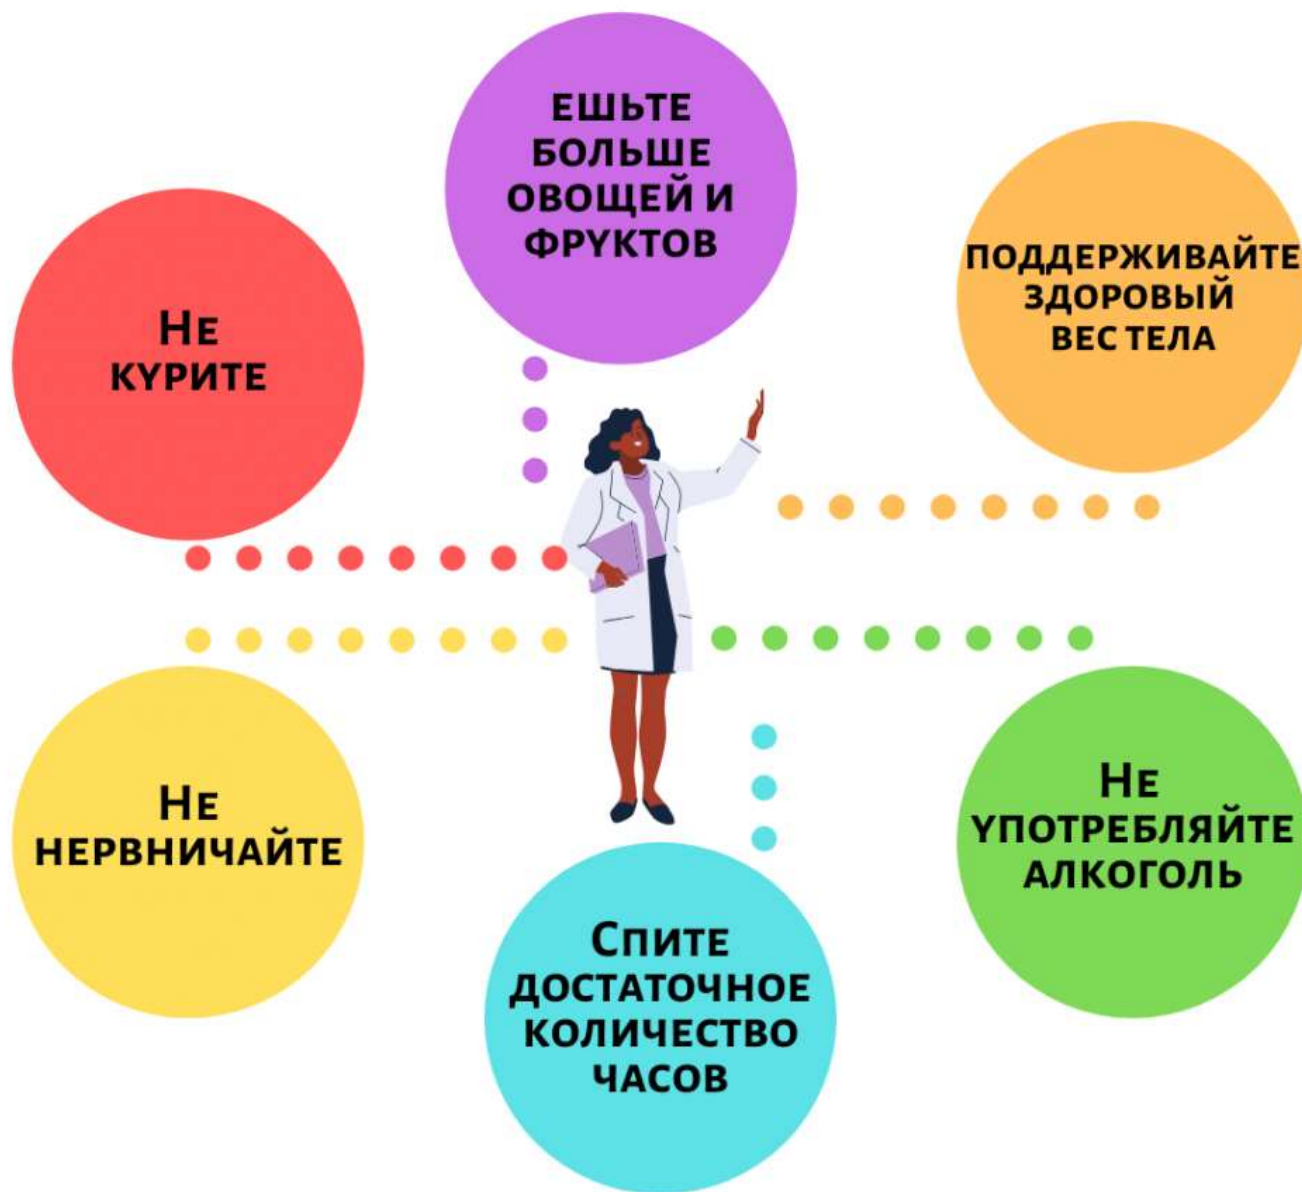 ЕШЬТЕ
БОЛЬШЕ
ОВОЩЕЙ И
ФРУКТОВ
ПОДДЕРЖИВАЙТЕ
ЗДОРОВЫЙ
ВЕС ТЕЛА
НЕ
КУРИТЕ
НЕ
НЕРВНИЧАЙТЕ
НЕ
УПОТРЕБЛЯЙТЕ
АЛКОГОЛЬ
СПИТЕ
ДОСТАТОЧНОЕ
КОЛИЧЕСТВО
ЧАСОВ